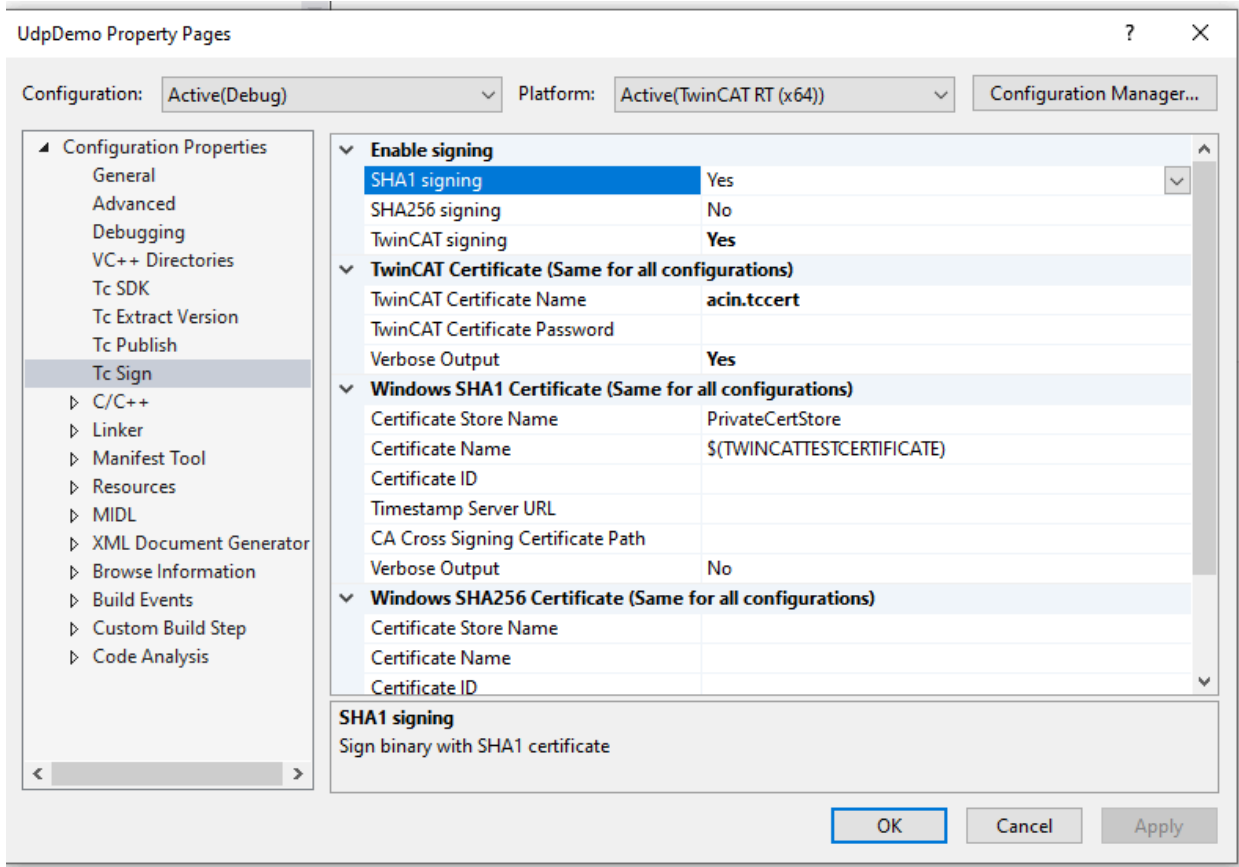 UdpDemo Property Pages ? ×
Configuration: Active(Debug) Platform: Active(TwinCAT RT (x64)) Configuration Manager...
Configuration Properties
General
Advanced
Debugging
VC++ Directories
Tc SDK
Tc Extract Version
Tc Publish
Tc Sign
C/C++
Linker
Manifest Tool
Resources
MIDL
XML Document Generator
Browse Information
Build Events
Custom Build Step
Code Analysis
Enable signing
SHA1 signing Yes
SHA256 signing No
TwinCAT signing Yes
TwinCAT Certificate (Same for all configurations)
TwinCAT Certificate Name acin.tccert
TwinCAT Certificate Password
Verbose Output Yes
Windows SHA1 Certificate (Same for all configurations)
Certificate Store Name PrivateCertStore
Certificate Name $(TWINCATTESTCERTIFICATE)
Certificate ID
Timestamp Server URL
CA Cross Signing Certificate Path
Verbose Output No
Windows SHA256 Certificate (Same for all configurations)
Certificate Store Name
Certificate Name
Certificate ID
SHA1 signing
Sign binary with SHA1 certificate
OK Cancel Apply